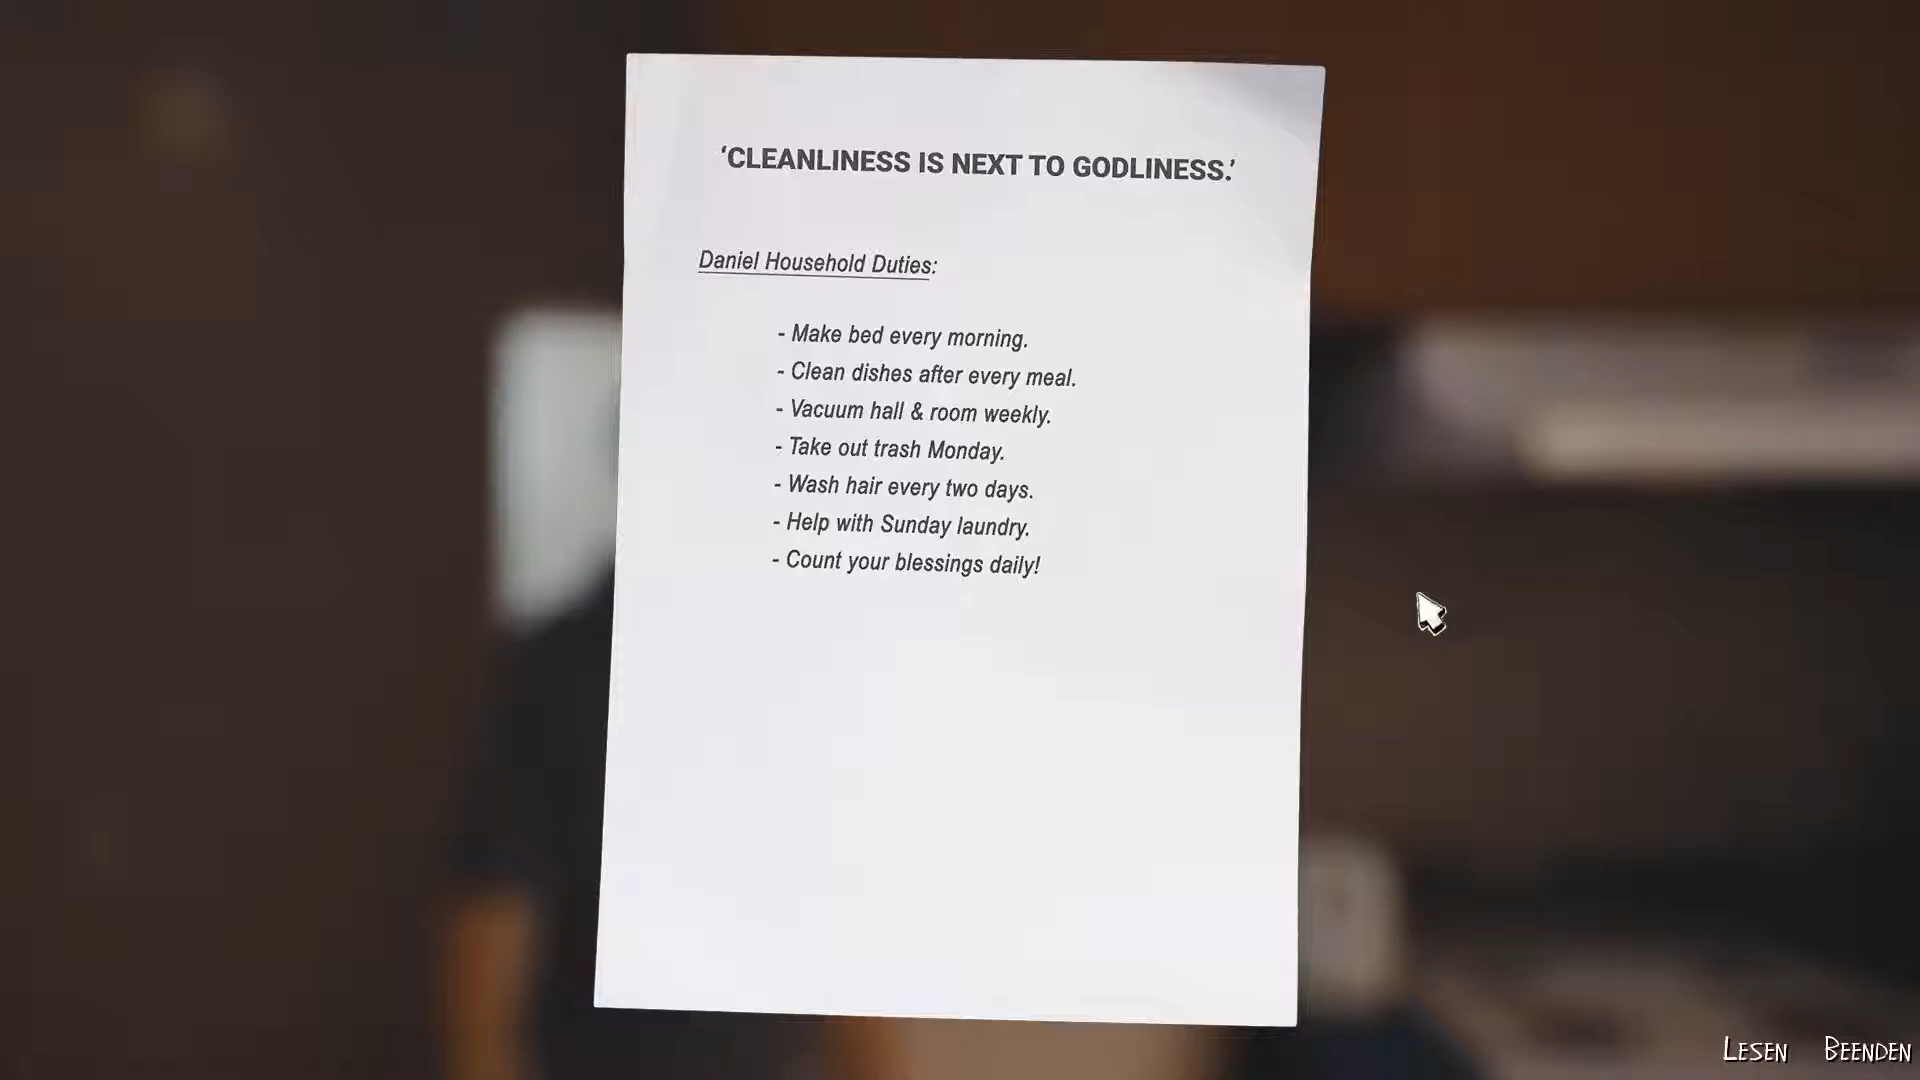 ‘CLEANLINESS IS NEXT TO GODLINESS.’
Daniel Household Duties:
- Make bed every morning.
- Clean dishes after every meal.
- Vacuum hall & room weekly.
- Take out trash Monday.
- Wash hair every two days.
- Help with Sunday laundry.
- Count your blessings daily!
LESEN BEENDEN